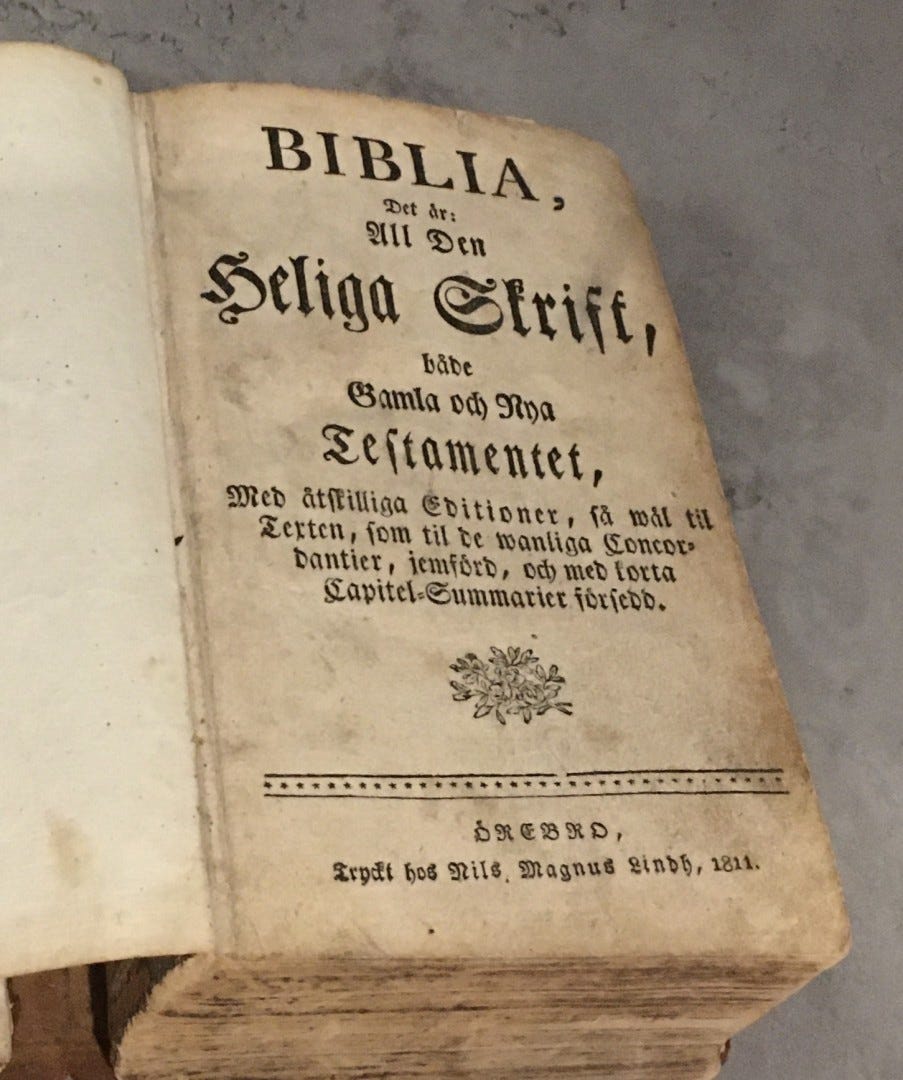 BIBLIA,
Det är:
All Den
Heliga Skrift,
både
Gamla och Nya
Testamentet,
Med åtskilliga Editioner, så wäl til
Texten, som til de wanliga Concor-
dantier, jemförd, och med korta
Capitel-Summarier försedd.
ÖREBRO,
Tryckt hos Nils Magnus Lindh, 1811.